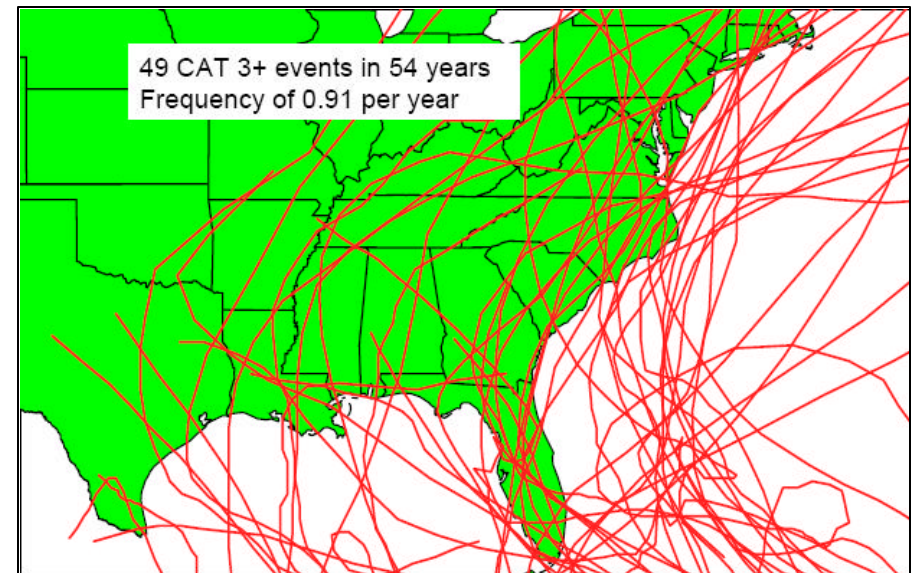 49 CAT 3+ events in 54 years
Frequency of 0.91 per year